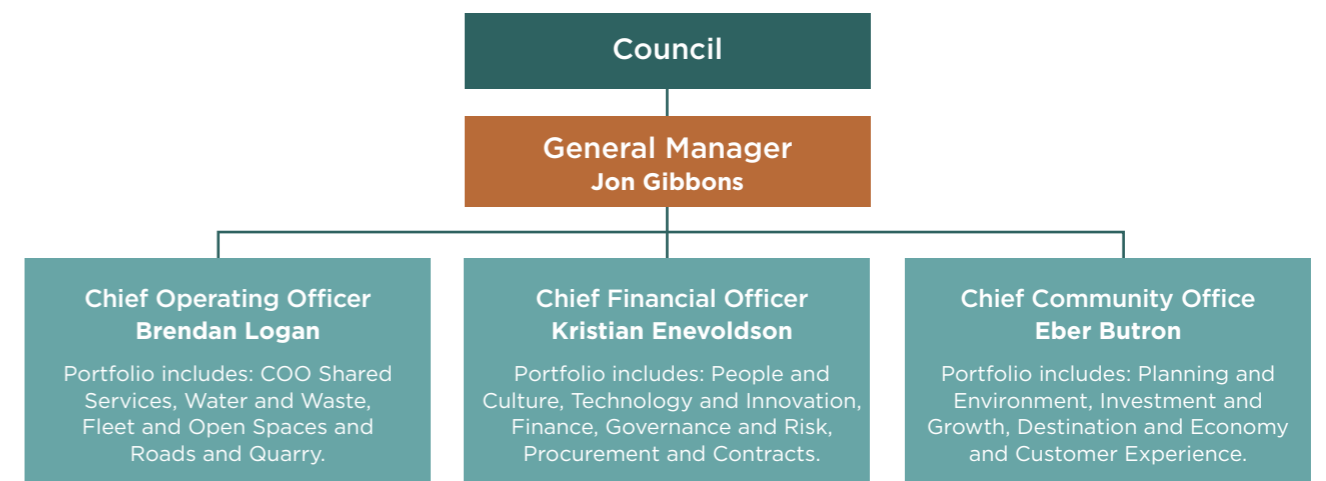 Council
General Manager
Jon Gibbons
Chief Operating Officer
Brendan Logan
Portfolio includes: COO Shared
Services, Water and Waste,
Fleet and Open Spaces and
Roads and Quarry.
Chief Financial Officer
Kristian Enevoldson
Portfolio includes: People and
Culture, Technology and Innovation,
Finance, Governance and Risk,
Procurement and Contracts.
Chief Community Office
Eber Butron
Portfolio includes: Planning and
Environment, Investment and
Growth, Destination and Economy
and Customer Experience.